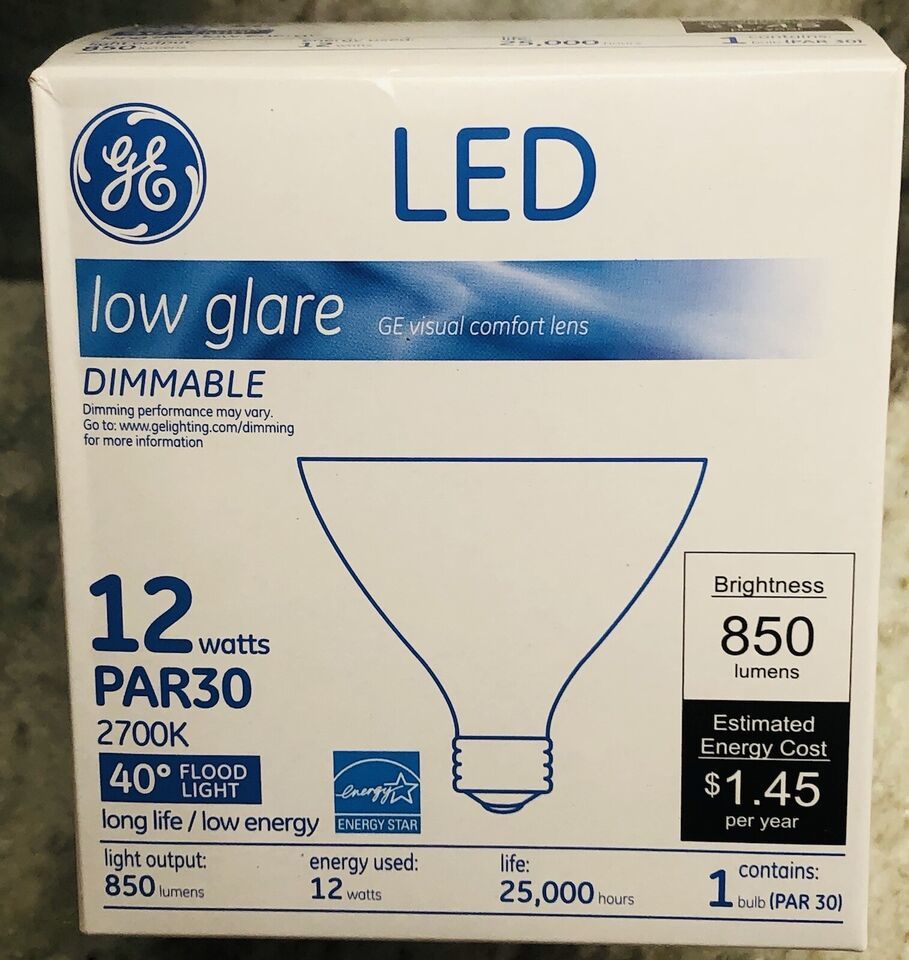 850 lumens
12 watts
25,000 hours
1 bulb (PAR 30)
GE
LED
low glare GE visual comfort lens
DIMMABLE
Dimming performance may vary.
Go to: www.gelighting.com/dimming
for more information
12 watts
PAR30
2700K
40° FLOOD
LIGHT
long life / low energy
energy
ENERGY STAR
Brightness
850
lumens
Estimated
Energy Cost
$1.45
per year
light output:
850 lumens
energy used:
12 watts
life:
25,000 hours
contains:
1 bulb (PAR 30)